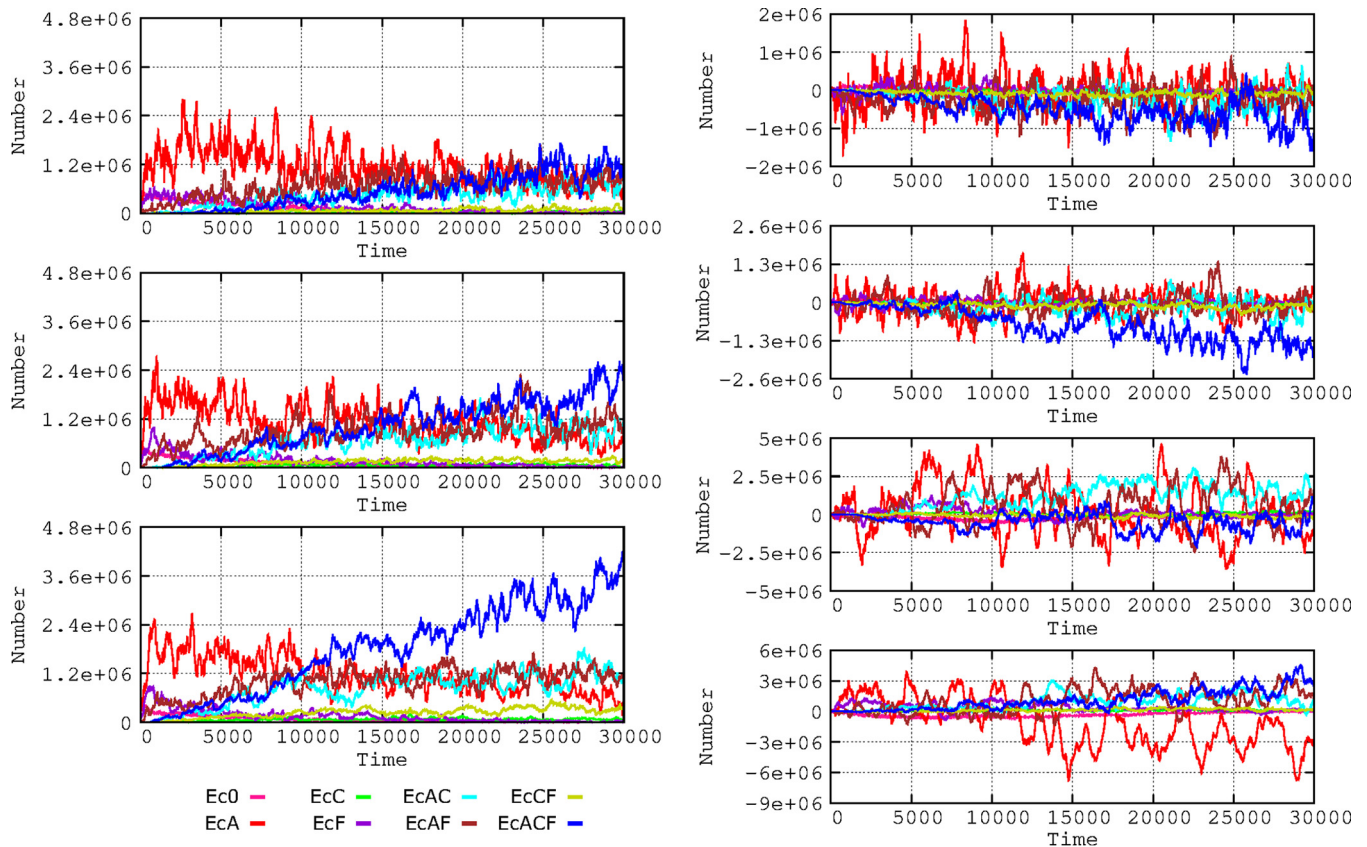 4.8e+06
3.6e+06
2.4e+06
1.2e+06
0
Number
0 5000 10000 15000 20000 25000 30000
Time
4.8e+06
3.6e+06
2.4e+06
1.2e+06
0
Number
0 5000 10000 15000 20000 25000 30000
Time
4.8e+06
3.6e+06
2.4e+06
1.2e+06
0
Number
0 5000 10000 15000 20000 25000 30000
Time
Ec0 EcC EcAC EcCF
EcA EcF EcAF EcACF
2e+06
1e+06
0
-1e+06
-2e+06
Number
0 5000 10000 15000 20000 25000 30000
Time
2.6e+06
1.3e+06
0
-1.3e+06
-2.6e+06
Number
0 5000 10000 15000 20000 25000 30000
Time
5e+06
2.5e+06
0
-2.5e+06
-5e+06
Number
0 5000 10000 15000 20000 25000 30000
Time
6e+06
3e+06
0
-3e+06
-6e+06
-9e+06
Number
0 5000 10000 15000 20000 25000 30000
Time